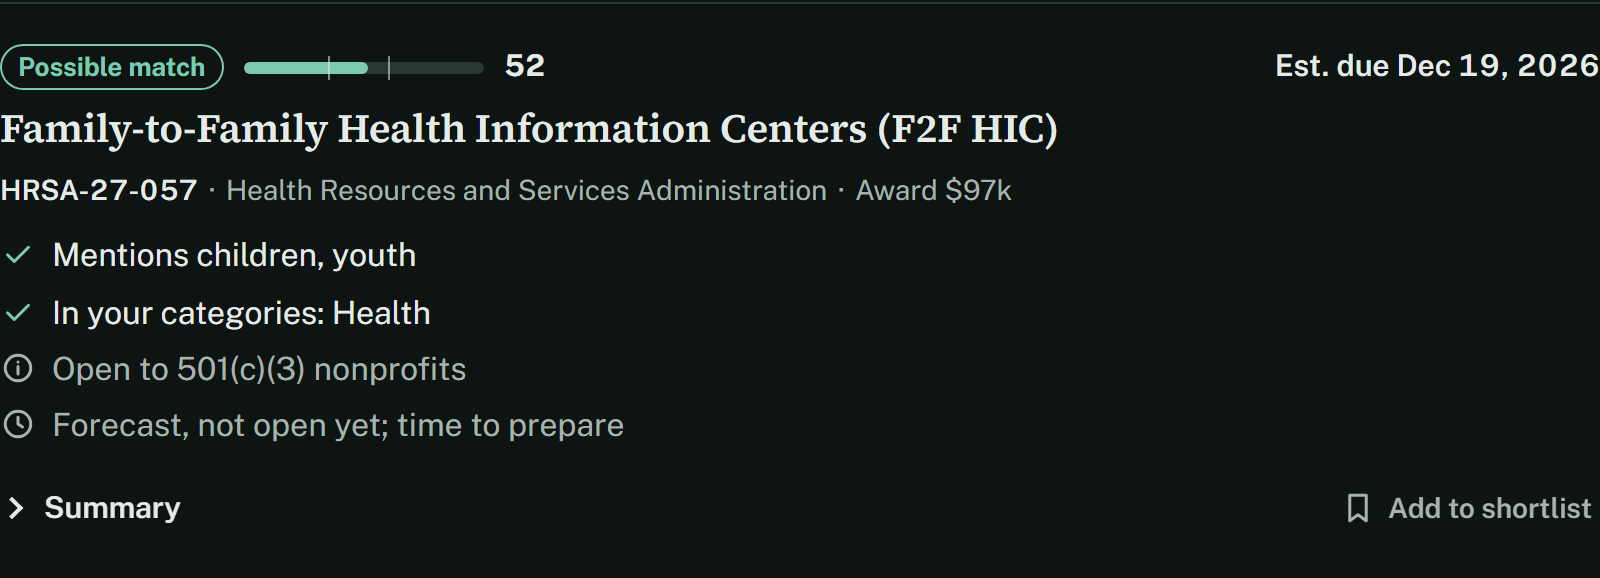 Possible match 52 Est. due Dec 19, 2026
Family-to-Family Health Information Centers (F2F HIC)
HRSA-27-057 · Health Resources and Services Administration · Award $97k
Mentions children, youth
In your categories: Health
Open to 501(c)(3) nonprofits
Forecast, not open yet; time to prepare
Summary Add to shortlist